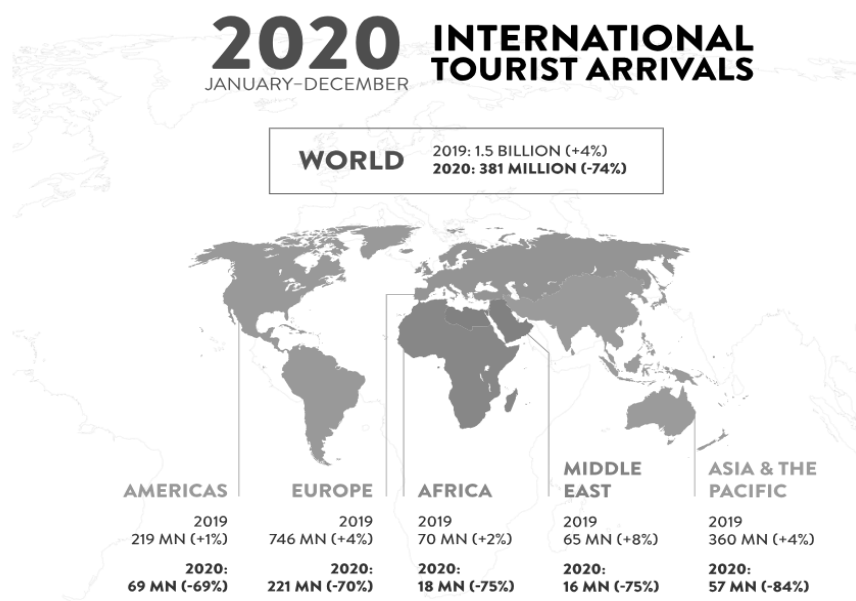 2020
JANUARY–DECEMBER
INTERNATIONAL
TOURIST ARRIVALS
WORLD
2019: 1.5 BILLION (+4%)
2020: 381 MILLION (-74%)
AMERICAS
2019
219 MN (+1%)
2020:
69 MN (-69%)
EUROPE
2019
746 MN (+4%)
2020:
221 MN (-70%)
AFRICA
2019
70 MN (+2%)
2020:
18 MN (-75%)
MIDDLE
EAST
2019
65 MN (+8%)
2020:
16 MN (-75%)
ASIA & THE
PACIFIC
2019
360 MN (+4%)
2020:
57 MN (-84%)